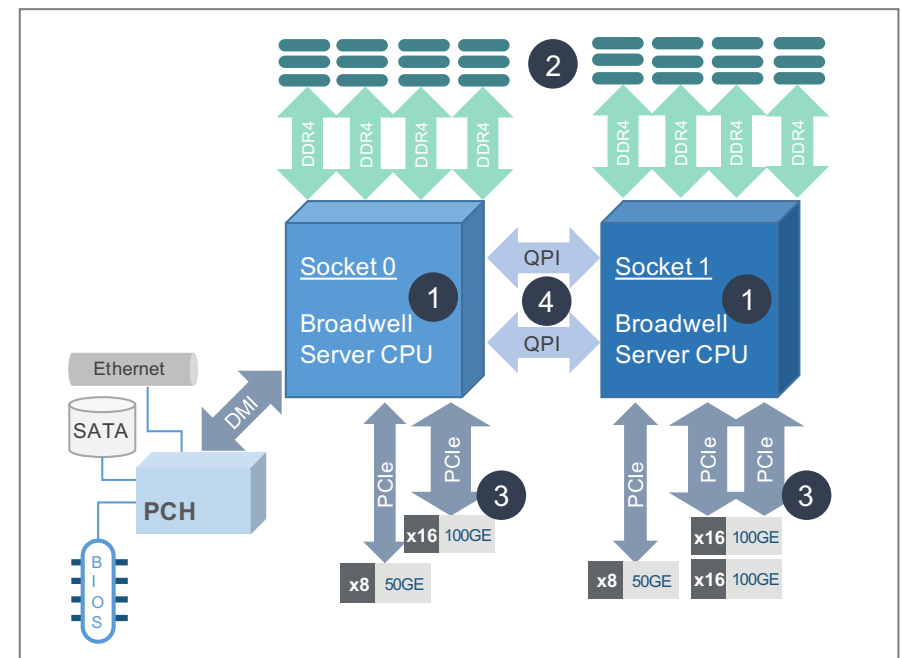 2
DDR4
DDR4
DDR4
DDR4
DDR4
DDR4
DDR4
DDR4
Socket 0
1
Broadwell
Server CPU
QPI
4
QPI
Socket 1
1
Broadwell
Server CPU
Ethernet
SATA
DMI
PCH
BIOS
PCIe
PCIe
3
x16 100GE
x8 50GE
PCIe
PCIe
PCIe
3
x16 100GE
x8 50GE
x16 100GE